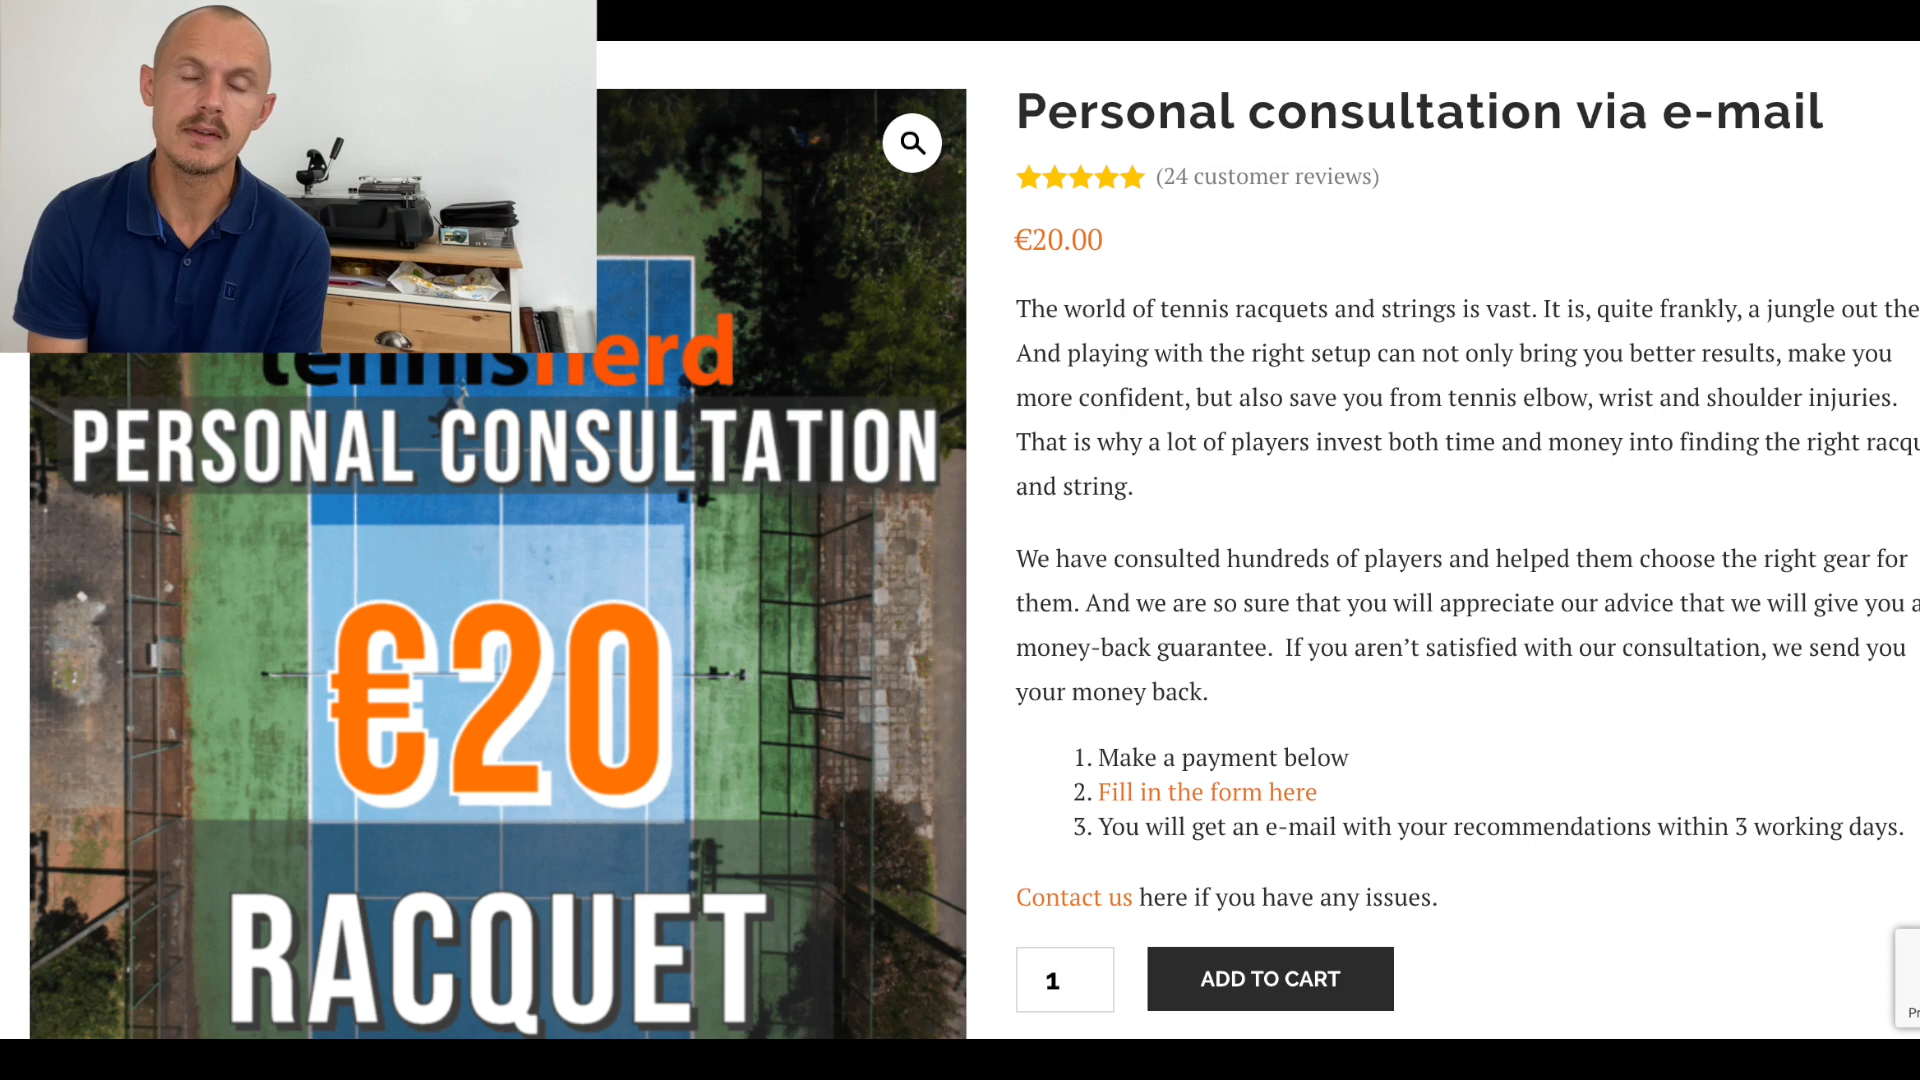 Personal consultation via e-mail
(24 customer reviews)
€20.00
The world of tennis racquets and strings is vast. It is, quite frankly, a jungle out the
And playing with the right setup can not only bring you better results, make you
more confident, but also save you from tennis elbow, wrist and shoulder injuries.
That is why a lot of players invest both time and money into finding the right racqu
and string.
We have consulted hundreds of players and helped them choose the right gear for
them. And we are so sure that you will appreciate our advice that we will give you a
money-back guarantee.  If you aren’t satisfied with our consultation, we send you
your money back.
1. Make a payment below
2. Fill in the form here
3. You will get an e-mail with your recommendations within 3 working days.
Contact us here if you have any issues.
1
ADD TO CART
Pr
tennisnerd
PERSONAL CONSULTATION
€20
RACQUET